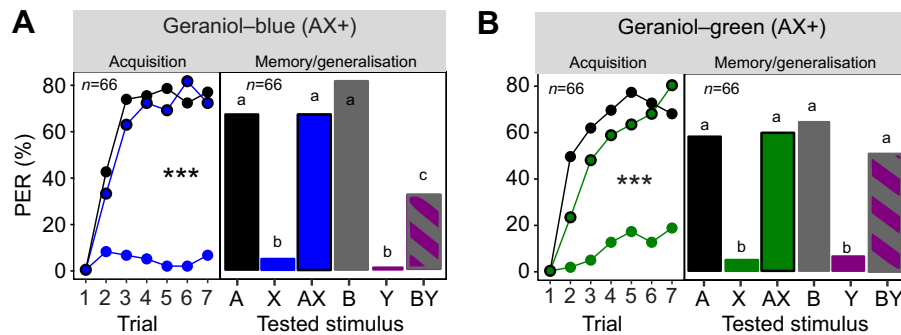 A
Geraniol–blue (AX+)
Acquisition
Memory/generalisation
n=66
n=66
PER (%)
80
60
40
20
0
***
a
b
a
a
b
c
1 2 3 4 5 6 7
A X AX B Y BY
Trial
Tested stimulus
B
Geraniol–green (AX+)
Acquisition
Memory/generalisation
n=66
n=66
80
60
40
20
0
***
a
b
a
a
b
a
1 2 3 4 5 6 7
A X AX B Y BY
Trial
Tested stimulus